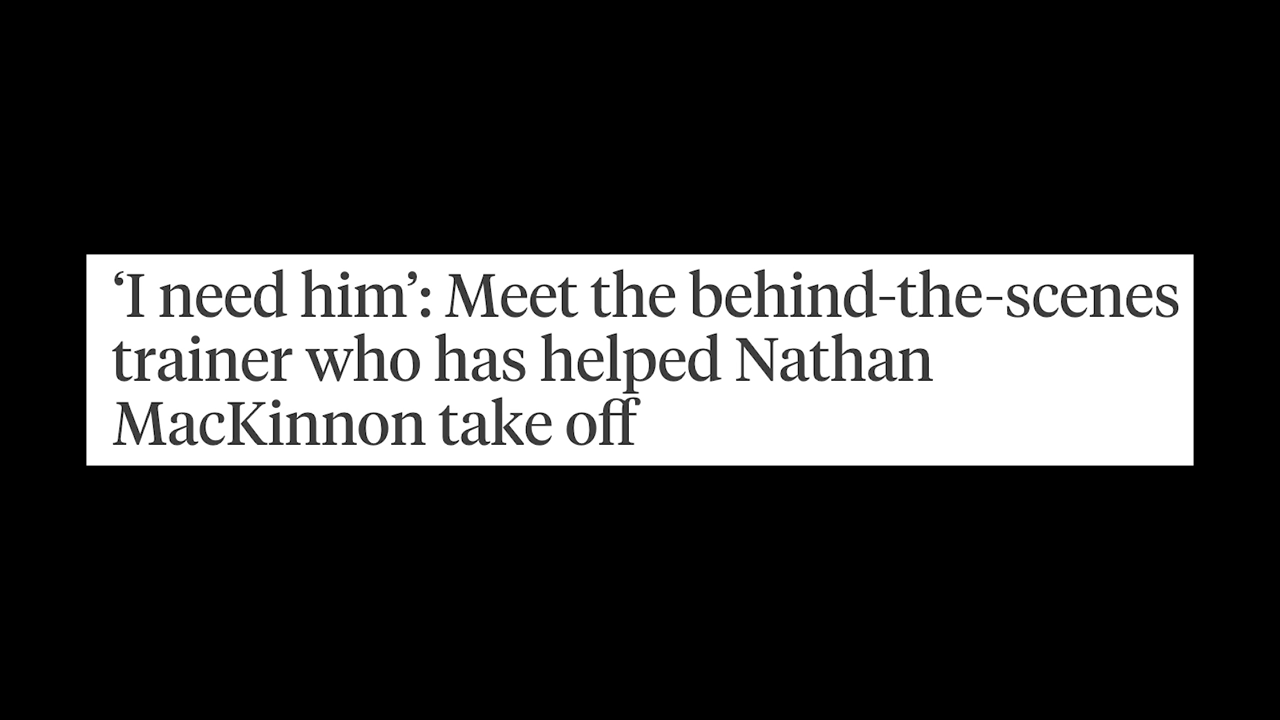 ‘I need him’: Meet the behind-the-scenes
trainer who has helped Nathan
MacKinnon take off